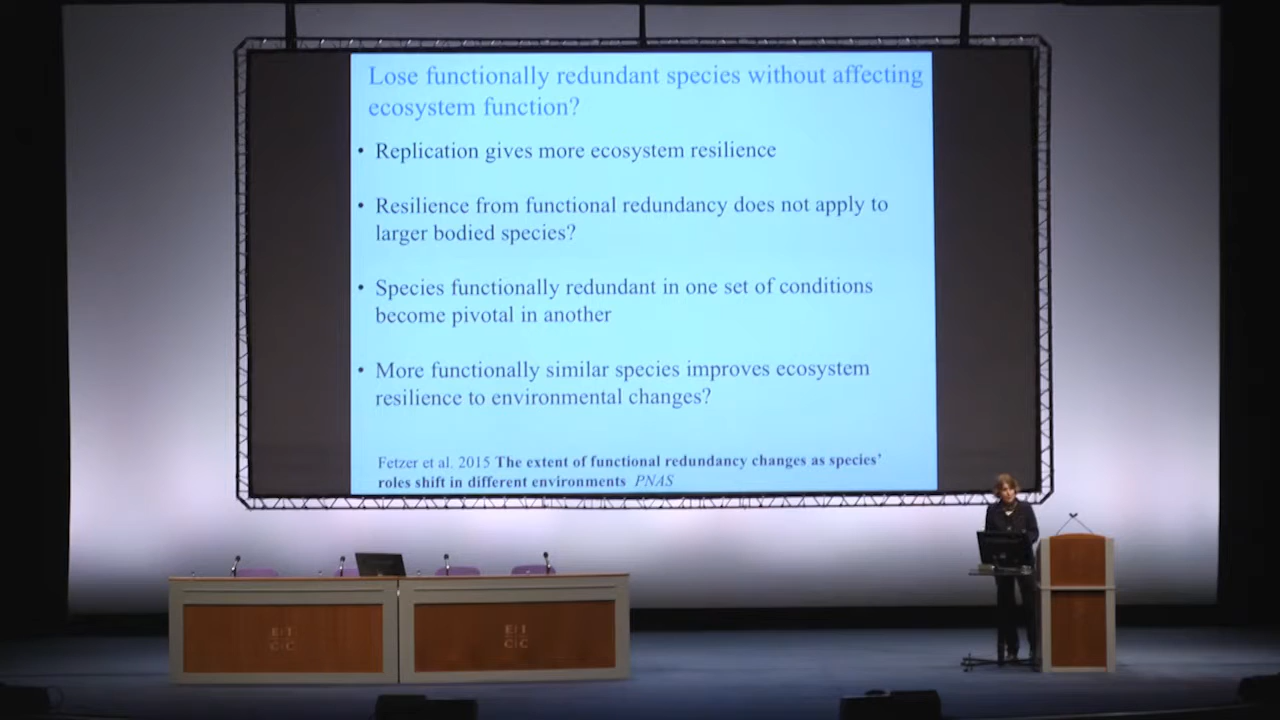 Lose functionally redundant species without affecting
ecosystem function?
• Replication gives more ecosystem resilience
• Resilience from functional redundancy does not apply to
larger bodied species?
• Species functionally redundant in one set of conditions
become pivotal in another
• More functionally similar species improves ecosystem
resilience to environmental changes?
Fetzer et al. 2015 The extent of functional redundancy changes as species'
roles shift in different environments PNAS